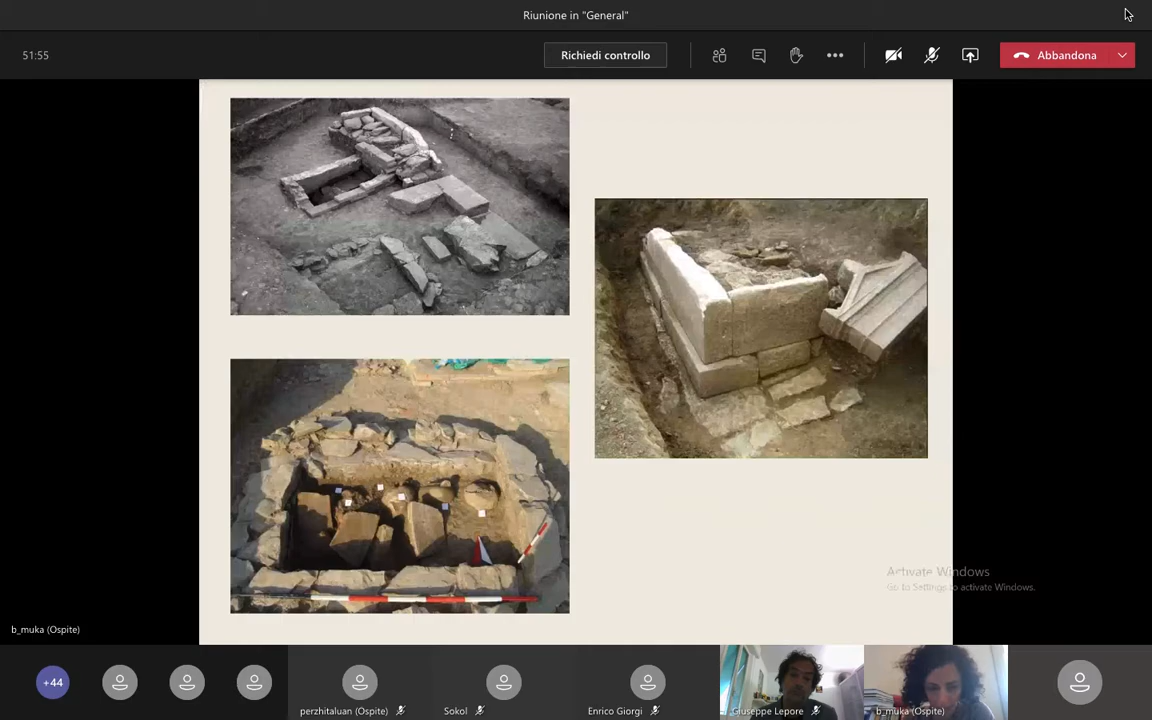 Riunione in "General"
51:55
Richiedi controllo
Abbandona
Activate Windows
Go to Settings to activate Windows.
b_muka (Ospite)
+44
perzhitaluan (Ospite)
Sokol
Enrico Giorgi
Giuseppe Lepore
b_muka (Ospite)